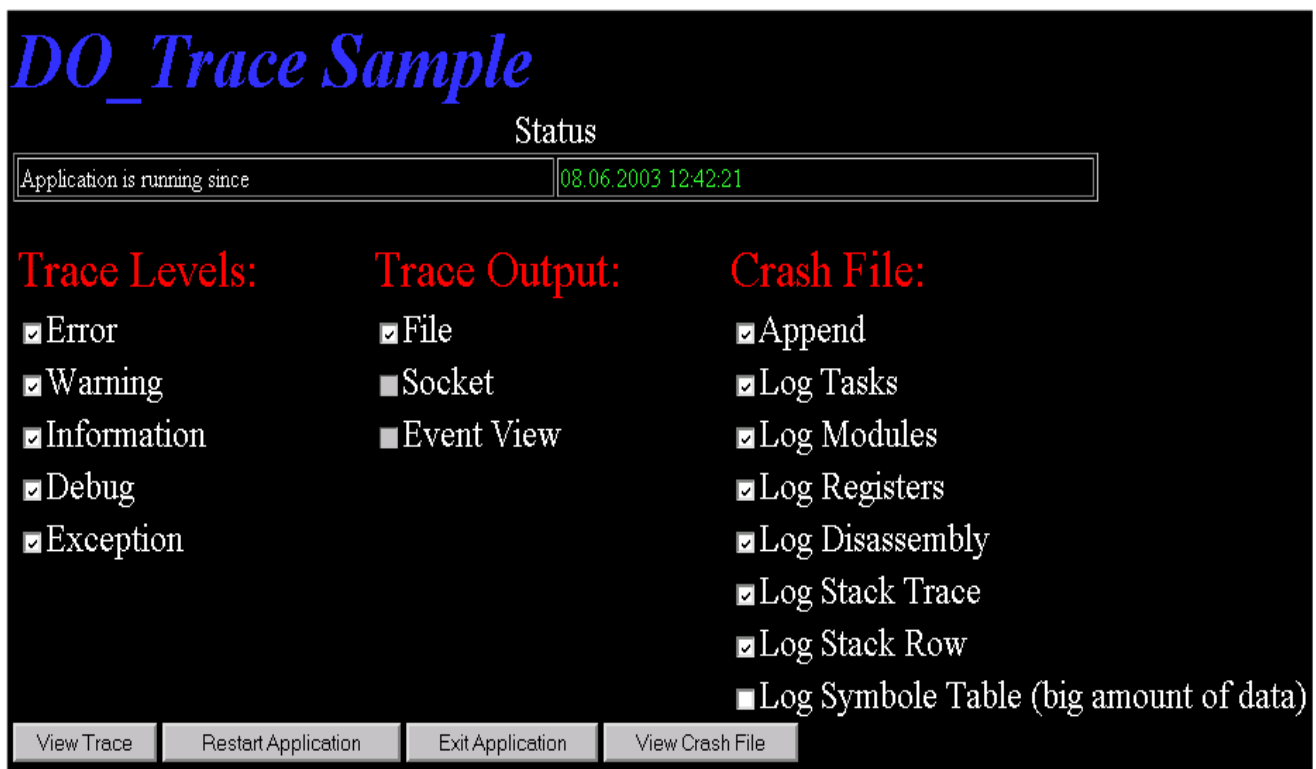 DO_Trace Sample
Status
Application is running since 08.06.2003 12:42:21
Trace Levels: Trace Output: Crash File:
Error File Append
Warning Socket Log Tasks
Information Event View Log Modules
Debug Log Registers
Exception Log Disassembly
Log Stack Trace
Log Stack Row
Log Symbole Table (big amount of data)
View Trace Restart Application Exit Application View Crash File